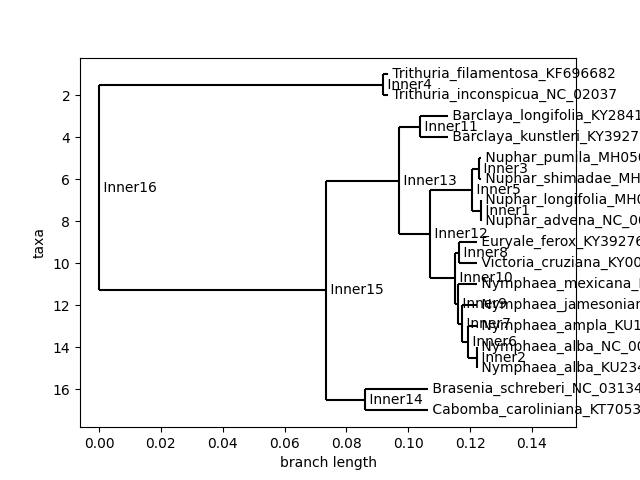 Trithuria_filamentosa_KF696682
Inner4
Trithuria_inconspicua_NC_02037
Barclaya_longifolia_KY2841
Inner11
Barclaya_kunstleri_KY3927
Nuphar_pumila_MH050
Inner3
Nuphar_shimadae_MH
Inner5
Nuphar_longifolia_MH0
Inner1
Nuphar_advena_NC_00
Inner13
Inner16
Inner12
Euryale_ferox_KY39276
Inner8
Victoria_cruziana_KY00
Inner10
Nymphaea_mexicana_
Inner9
Nymphaea_jamesonian
Inner7
Nymphaea_ampla_KU1
Inner6
Nymphaea_alba_NC_00
Inner2
Nymphaea_alba_KU234
Inner15
Brasenia_schreberi_NC_03134
Inner14
Cabomba_caroliniana_KT7053
2
4
6
8
10
12
14
16
taxa
0.00 0.02 0.04 0.06 0.08 0.10 0.12 0.14
branch length